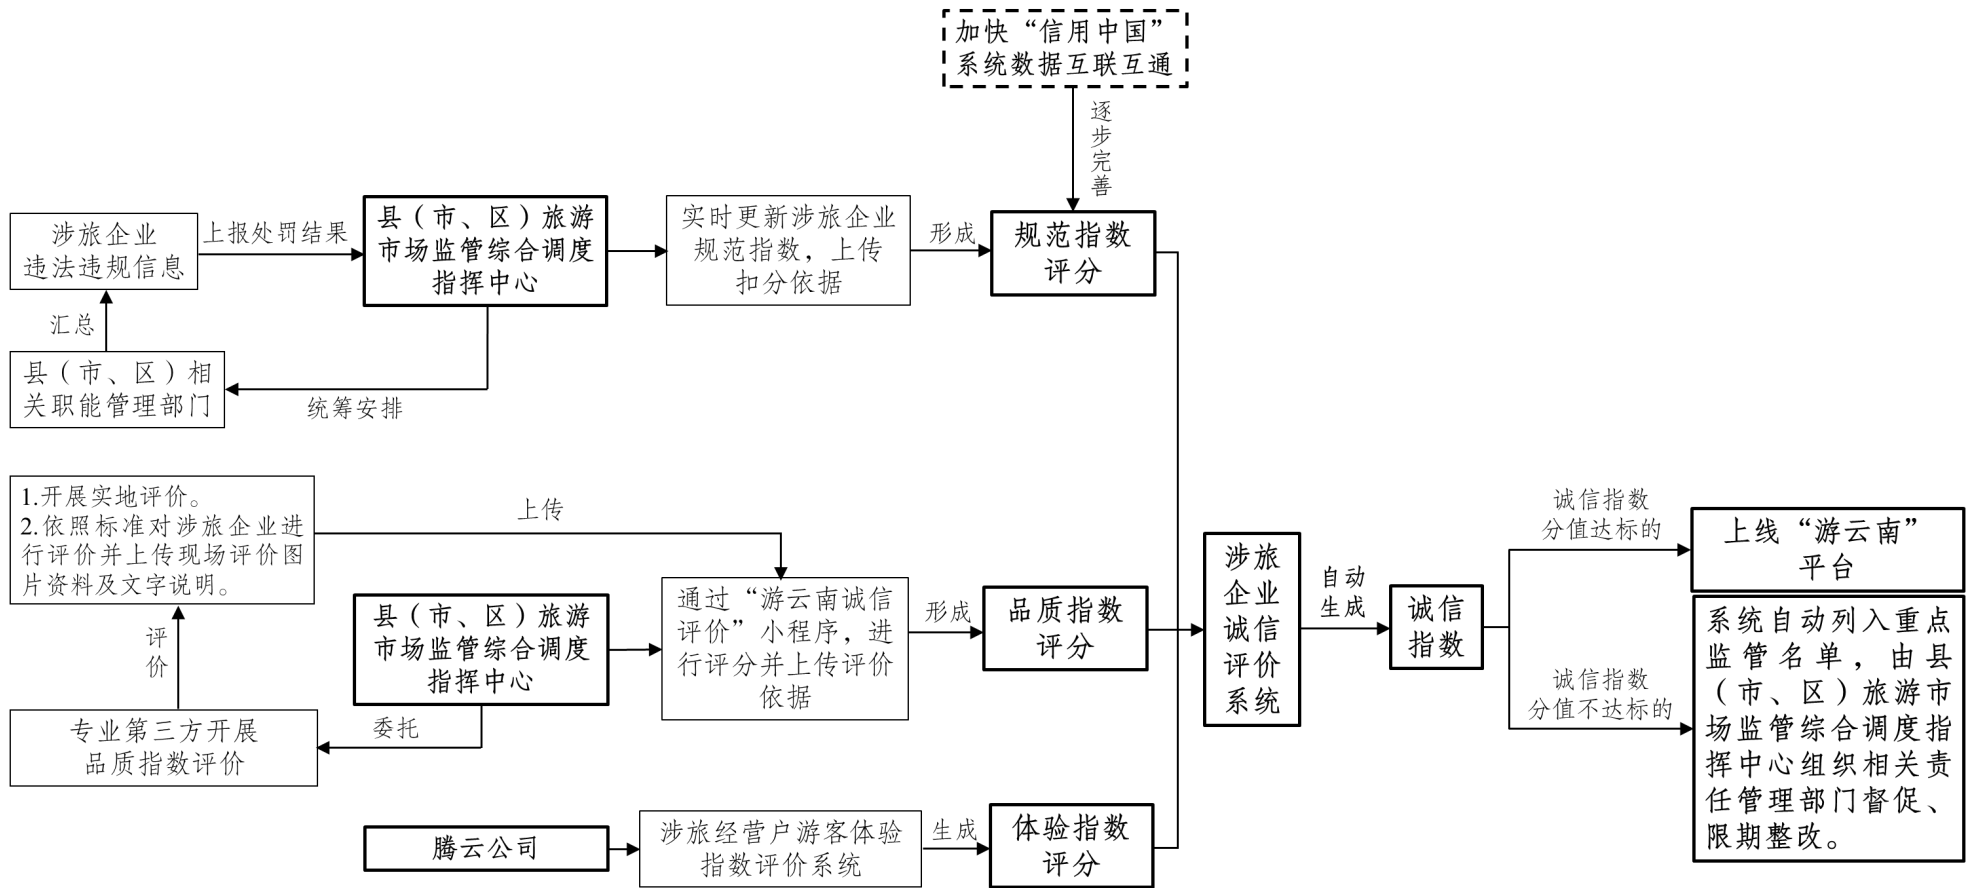 加快“信用中国”
系统数据互联互通
逐步完善
涉旅企业
违法违规信息
上报处罚结果
县（市、区）旅游
市场监管综合调度
指挥中心
实时更新涉旅企业
规范指数，上传
扣分依据
形成
规范指数
评分
汇总
县（市、区）相
关职能管理部门
统筹安排
1.开展实地评价。
2.依照标准对涉旅企业进
行评价并上传现场评价图
片资料及文字说明。
上传
评价
县（市、区）旅游
市场监管综合调度
指挥中心
通过“游云南诚信
评价”小程序，进
行评分并上传评价
依据
形成
品质指数
评分
委托
专业第三方开展
品质指数评价
腾云公司
涉旅经营户游客体验
指数评价系统
生成
体验指数
评分
涉旅
企业
诚信
评价
系统
自动
生成
诚信
指数
诚信指数
分值达标的
上线“游云南”
平台
诚信指数
分值不达标的
系统自动列入重点
监管名单，由县
（市、区）旅游市
场监管综合调度指
挥中心组织相关责
任管理部门督促、
限期整改。